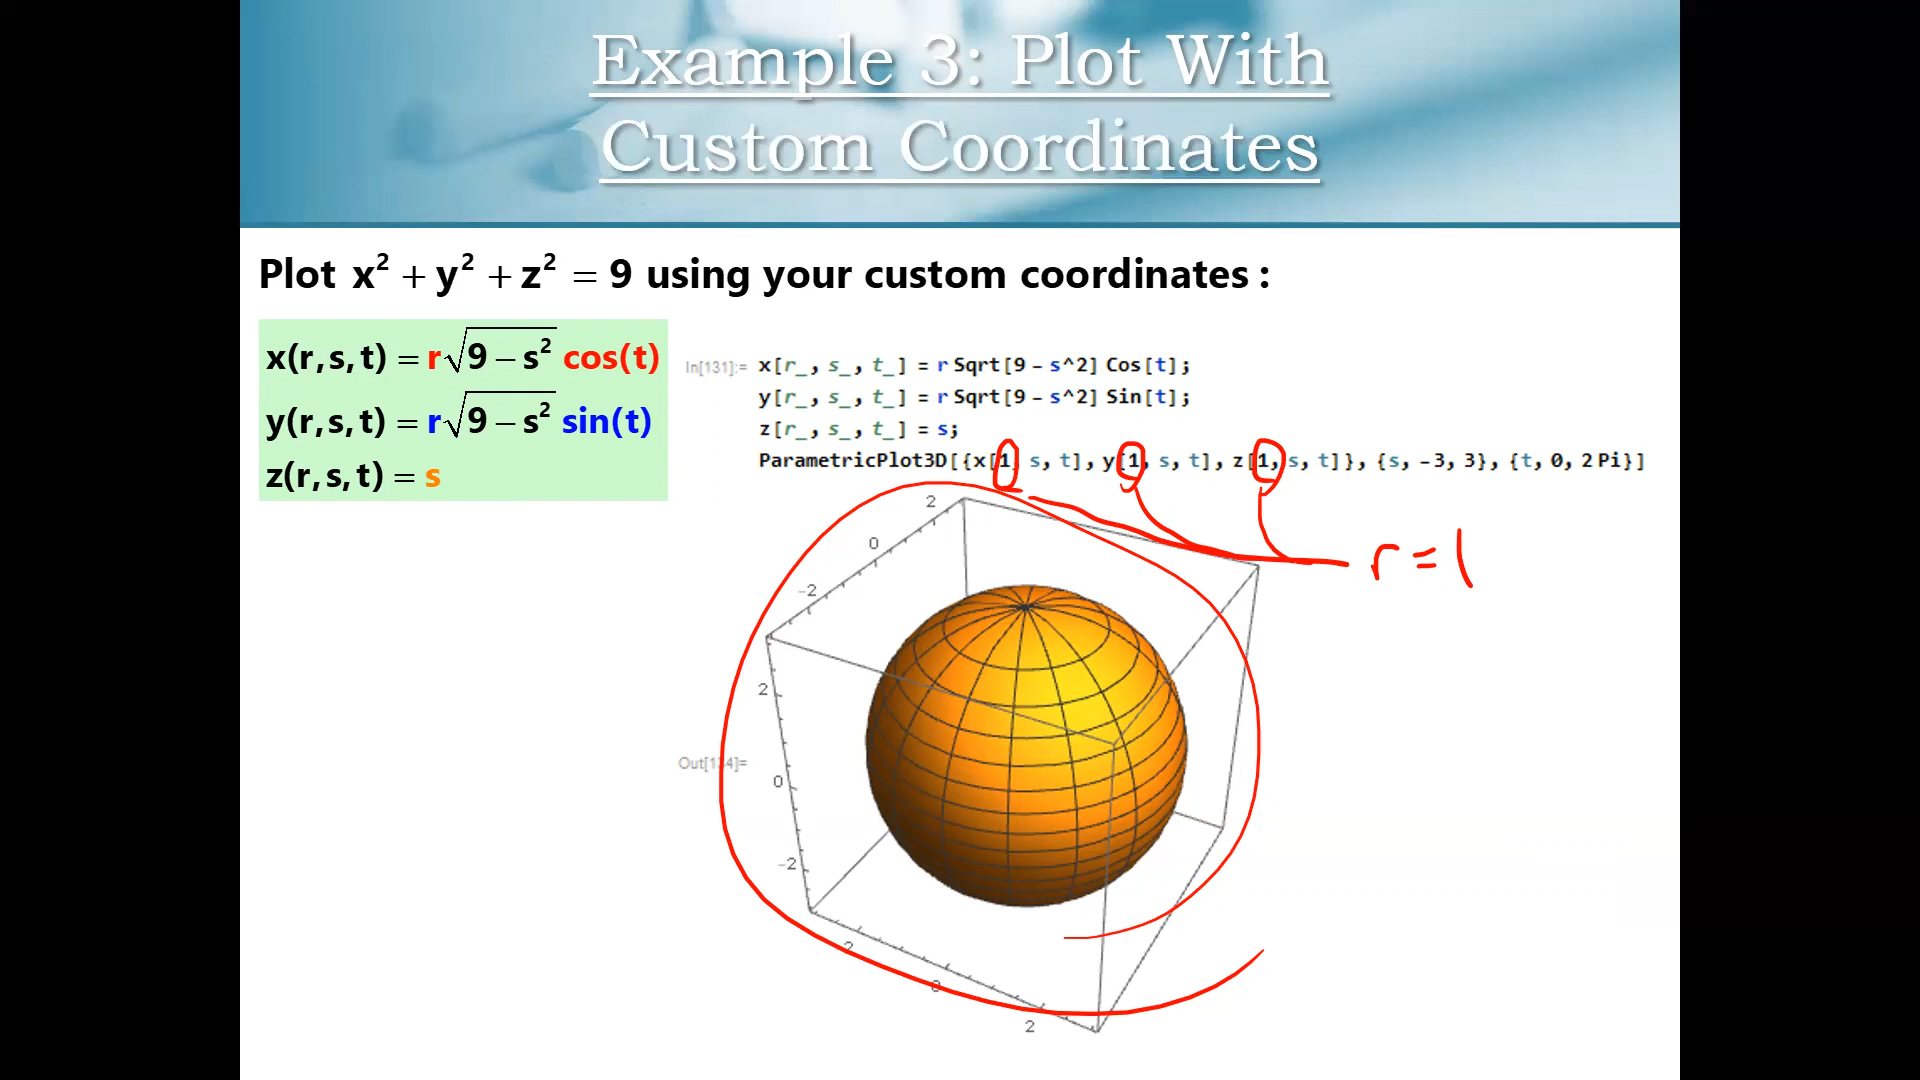 Example 3: Plot With
Custom Coordinates
Plot x² + y² + z² = 9 using your custom coordinates :
x(r,s,t) = r√(9 − s²) cos(t)
y(r,s,t) = r√(9 − s²) sin(t)
z(r,s,t) = s
In[131]:= x[r_, s_, t_] = r Sqrt[9 - s^2] Cos[t];
y[r_, s_, t_] = r Sqrt[9 - s^2] Sin[t];
z[r_, s_, t_] = s;
ParametricPlot3D[{x[1, s, t], y[1, s, t], z[1, s, t]}, {s, -3, 3}, {t, 0, 2 Pi}]
r = 1
2
0
-2
2
Out[134]=
0
-2
-2
0
2